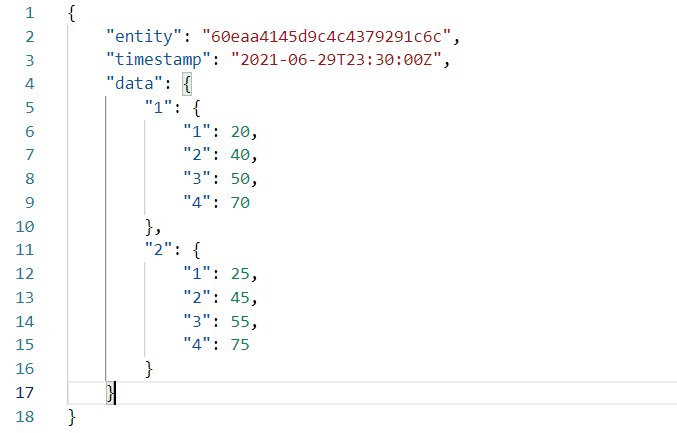 1 {
2 "entity": "60eaa4145d9c4c4379291c6c",
3 "timestamp": "2021-06-29T23:30:00Z",
4 "data": {
5 "1": {
6 "1": 20,
7 "2": 40,
8 "3": 50,
9 "4": 70
10 },
11 "2": {
12 "1": 25,
13 "2": 45,
14 "3": 55,
15 "4": 75
16 }
17 }
18 }